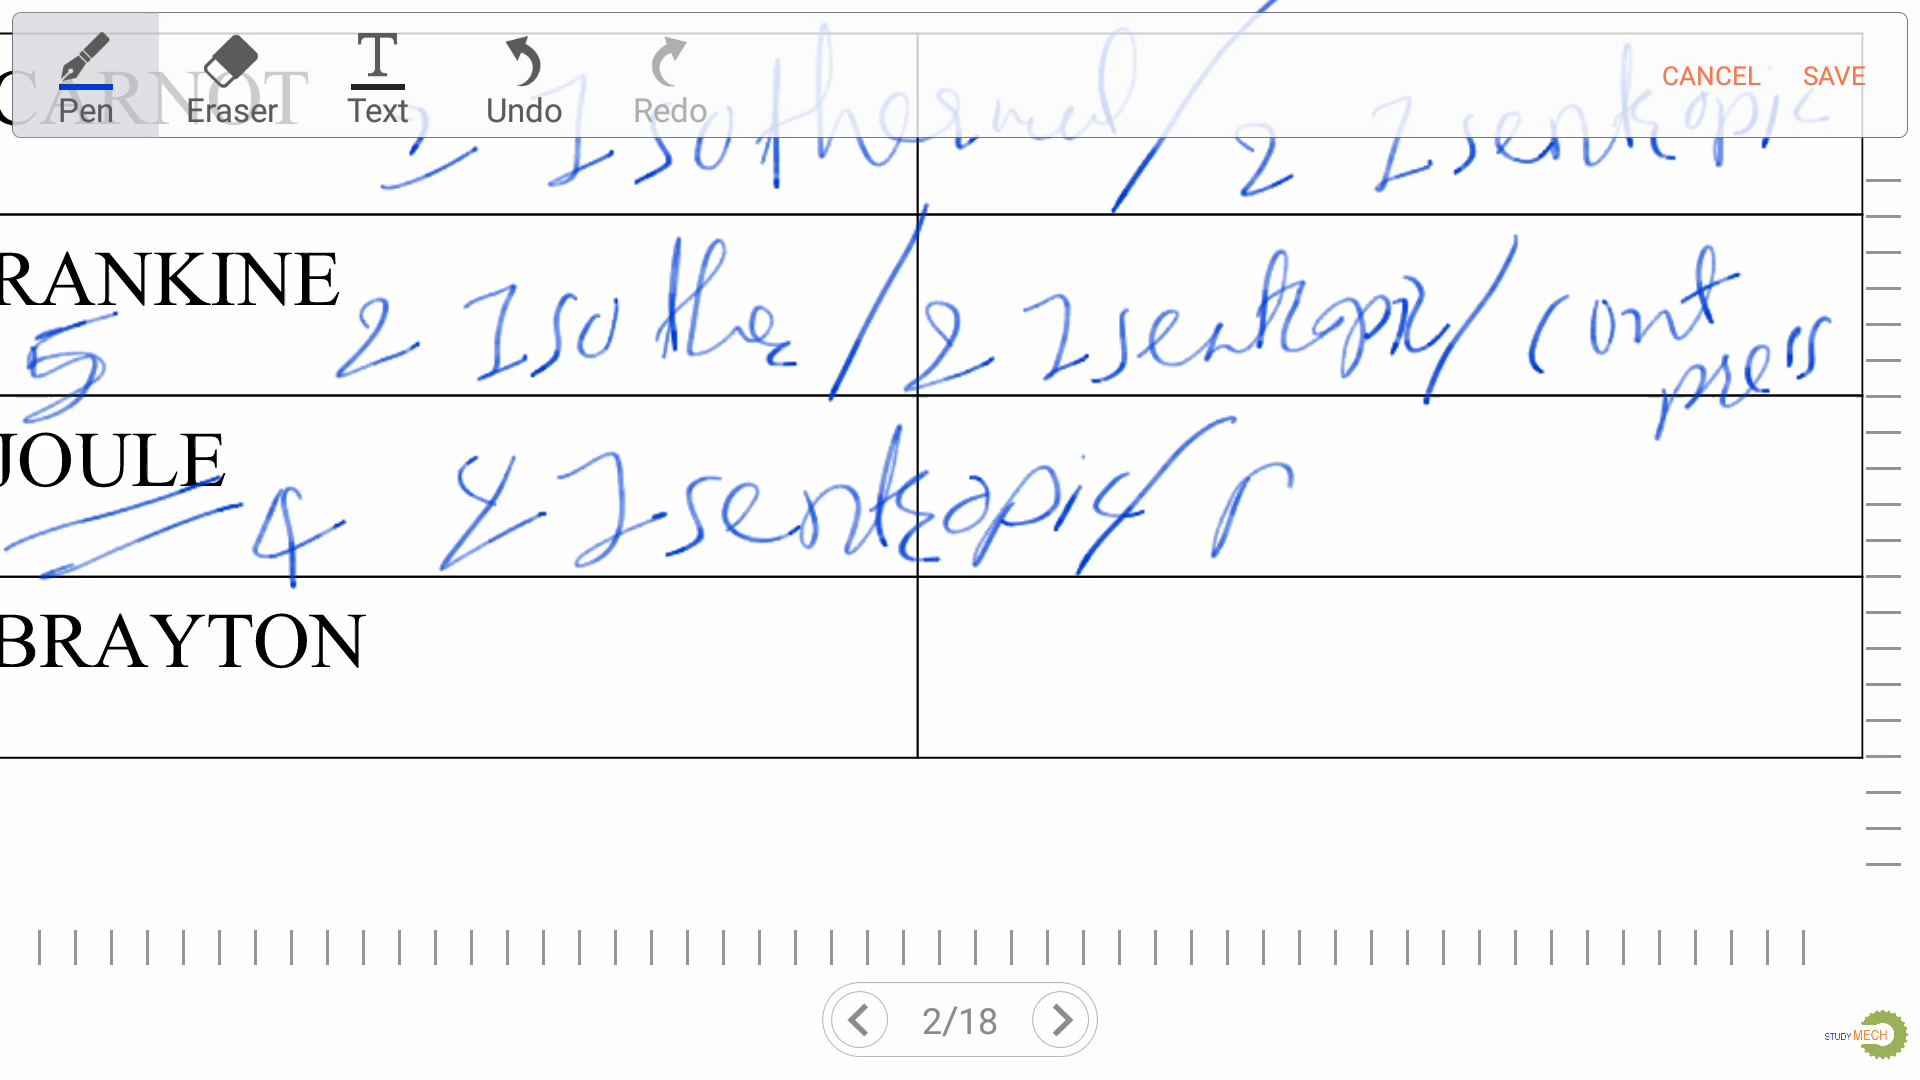 Pen Eraser Text Undo Redo CANCEL SAVE
CARNOT 2 Isothermal / 2 Isentropic
RANKINE 2 Isothe / 2 Isentropic / Cont
5 press
JOULE 4 2 Isentropic /
BRAYTON
2/18
STUDY MECH